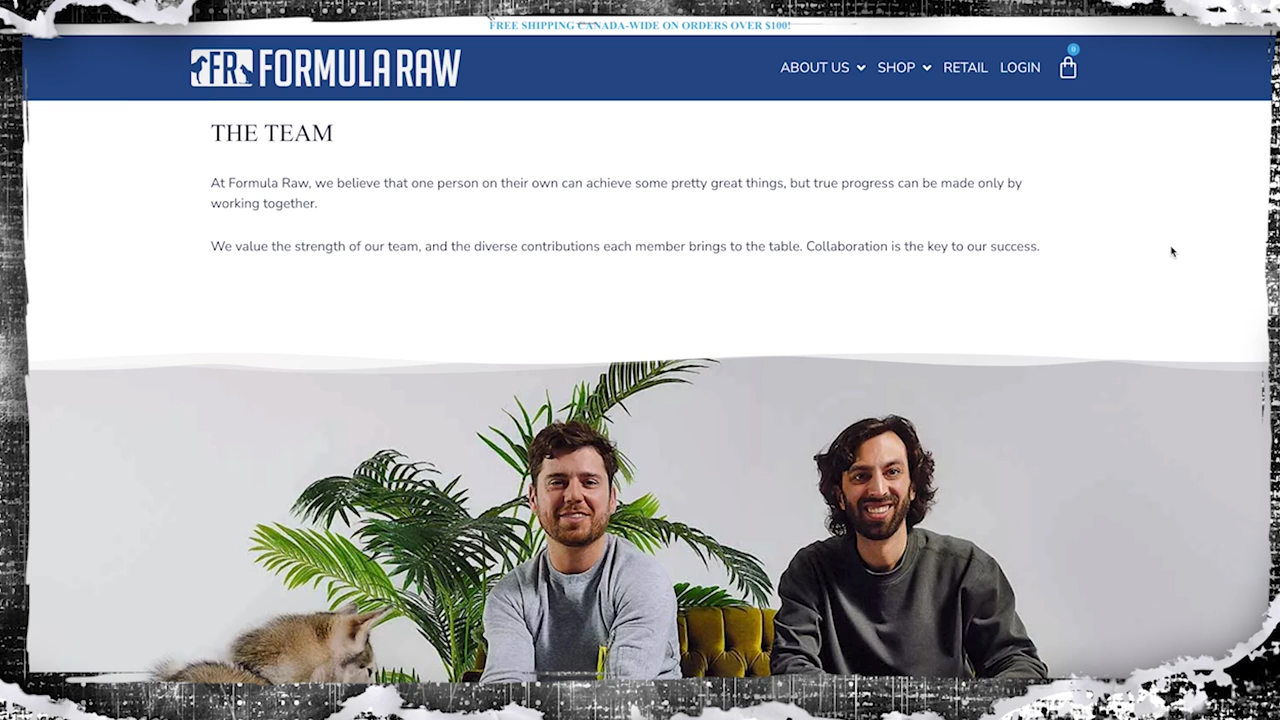 FREE SHIPPING CANADA-WIDE ON ORDERS OVER $100!
FR FORMULA RAW
ABOUT US SHOP RETAIL LOGIN
0
THE TEAM
At Formula Raw, we believe that one person on their own can achieve some pretty great things, but true progress can be made only by
working together.
We value the strength of our team, and the diverse contributions each member brings to the table. Collaboration is the key to our success.